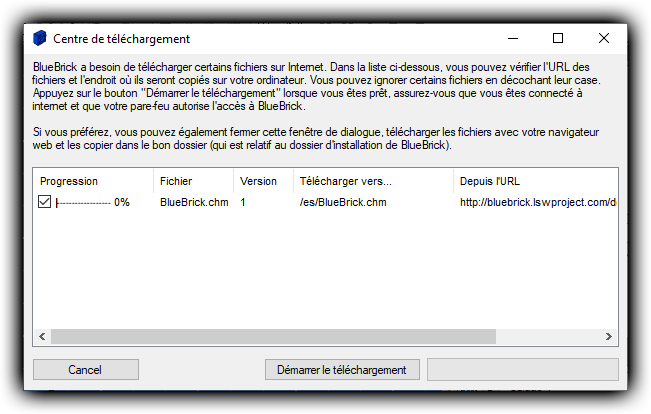 Centre de téléchargement
BlueBrick a besoin de télécharger certains fichiers sur Internet. Dans la liste ci-dessous, vous pouvez vérifier l'URL des
fichiers et l'endroit où ils seront copiés sur votre ordinateur. Vous pouvez ignorer certains fichiers en décochant leur case.
Appuyez sur le bouton "Démarrer le téléchargement" lorsque vous êtes prêt, assurez-vous que vous êtes connecté à
internet et que votre pare-feu autorise l'accès à BlueBrick.
Si vous préférez, vous pouvez également fermer cette fenêtre de dialogue, télécharger les fichiers avec votre navigateur
web et les copier dans le bon dossier (qui est relatif au dossier d'installation de BlueBrick).
Progression Fichier Version Télécharger vers... Depuis l'URL
0% BlueBrick.chm 1 /es/BlueBrick.chm http://bluebrick.lswproject.com/d
Cancel Démarrer le téléchargement